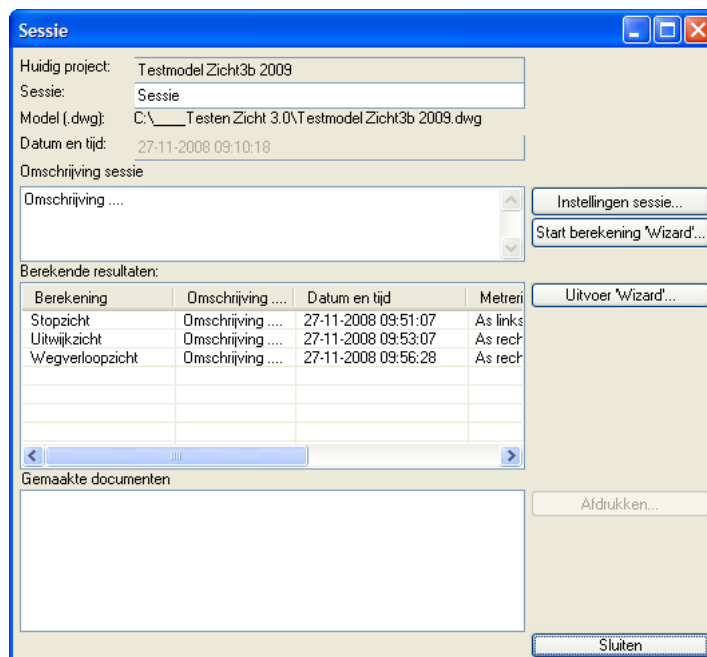 Sessie
Huidig project: Testmodel Zicht3b 2009
Sessie: Sessie
Model (.dwg): C:\____Testen Zicht 3.0\Testmodel Zicht3b 2009.dwg
Datum en tijd: 27-11-2008 09:10:18
Omschrijving sessie
Omschrijving ....
Instellingen sessie...
Start berekening 'Wizard'...
Berekende resultaten:
Uitvoer 'Wizard'...
Berekening Omschrijving .... Datum en tijd Metreri
Stopzicht Omschrijving .... 27-11-2008 09:51:07 As links
Uitwijkzicht Omschrijving .... 27-11-2008 09:53:07 As rech
Wegverloopzicht Omschrijving .... 27-11-2008 09:56:28 As rech
Gemaakte documenten
Afdrukken...
Sluiten